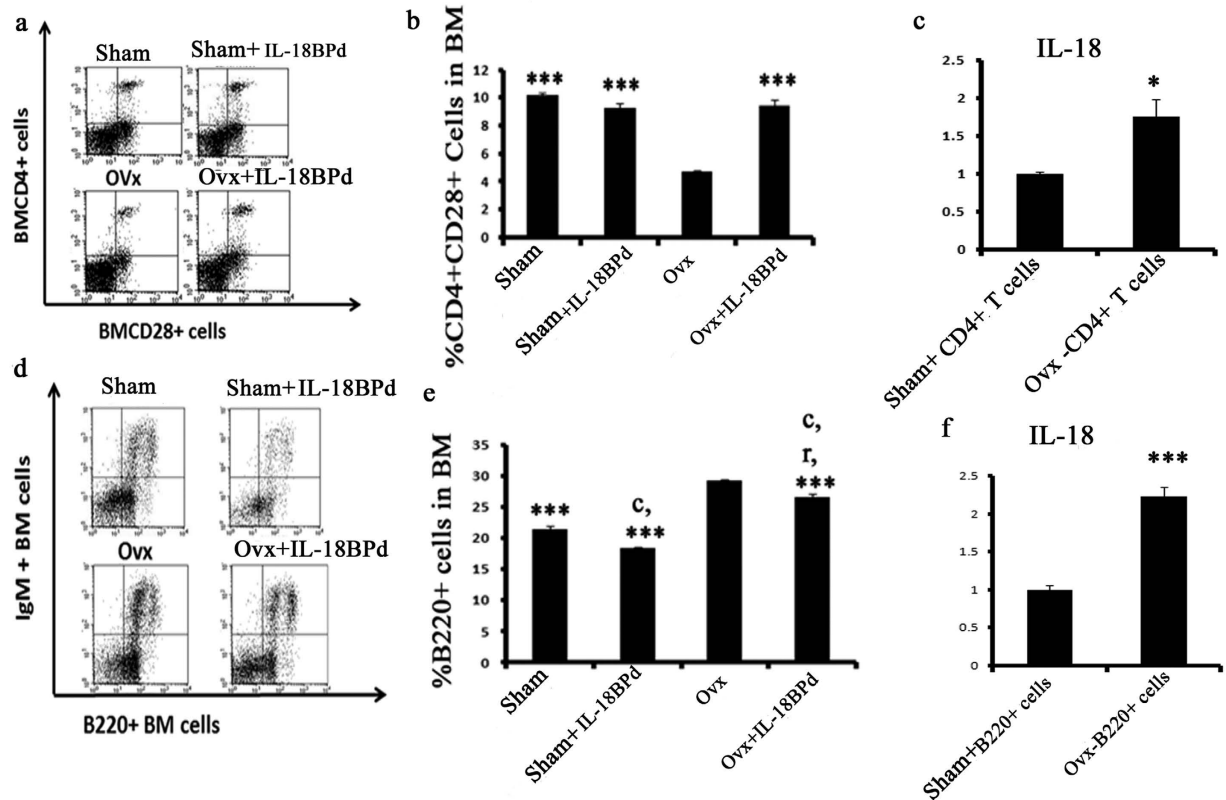 a
Sham
Sham+ IL-18BPd
OVx
Ovx+IL-18BPd
BMCD4+ cells
BMCD28+ cells
b
%CD4+CD28+ Cells in BM
12
10
8
6
4
2
0
***
***
***
Sham
Sham+IL-18BPd
Ovx
Ovx+IL-18BPd
c
IL-18
2.5
2
1.5
1
0.5
0
*
Sham+ CD4+ T cells
Ovx -CD4+ T cells
d
Sham
Sham+ IL-18BPd
Ovx
Ovx+IL-18BPd
IgM + BM cells
B220+ BM cells
e
%B220+ cells in BM
35
30
25
20
15
10
5
0
***
c,
***
c,
r,
***
Sham
Sham+ IL-18BPd
Ovx
Ovx+IL-18BPd
f
IL-18
2.5
2
1.5
1
0.5
0
***
Sham+B220+ cells
Ovx-B220+ cells